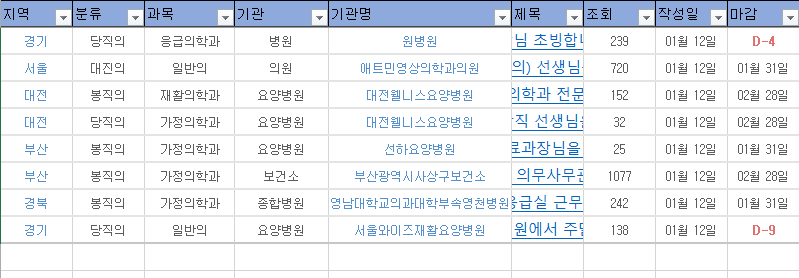 지역 분류 과목 기관 기관명 제목 조회 작성일 마감
경기 당직의 응급의학과 병원 원병원 님 초빙합니 239 01월 12일 D-4
서울 대진의 일반의 의원 애트민영상의학과의원 의) 선생님 720 01월 12일 01월 31일
대전 봉직의 재활의학과 요양병원 대전웰니스요양병원 의학과 전문 152 01월 12일 02월 28일
대전 당직의 가정의학과 요양병원 대전웰니스요양병원 직 선생님을 32 01월 12일 02월 28일
부산 봉직의 가정의학과 요양병원 선하요양병원 료과장님을 25 01월 12일 01월 31일
부산 봉직의 가정의학과 보건소 부산광역시사상구보건소 의무사무관 1077 01월 12일 02월 28일
경북 봉직의 가정의학과 종합병원 영남대학교의과대학부속영천병원 응급실 근무 242 01월 12일 01월 31일
경기 당직의 일반의 요양병원 서울와이즈재활요양병원 원에서 주말 138 01월 12일 D-9